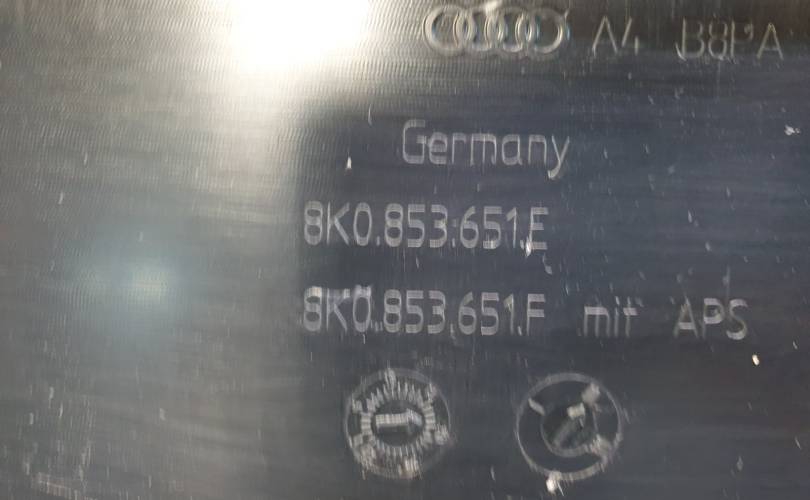 A4 B8PA
Germany
8K0.853.651.E
8K0.853.651.F mit APS